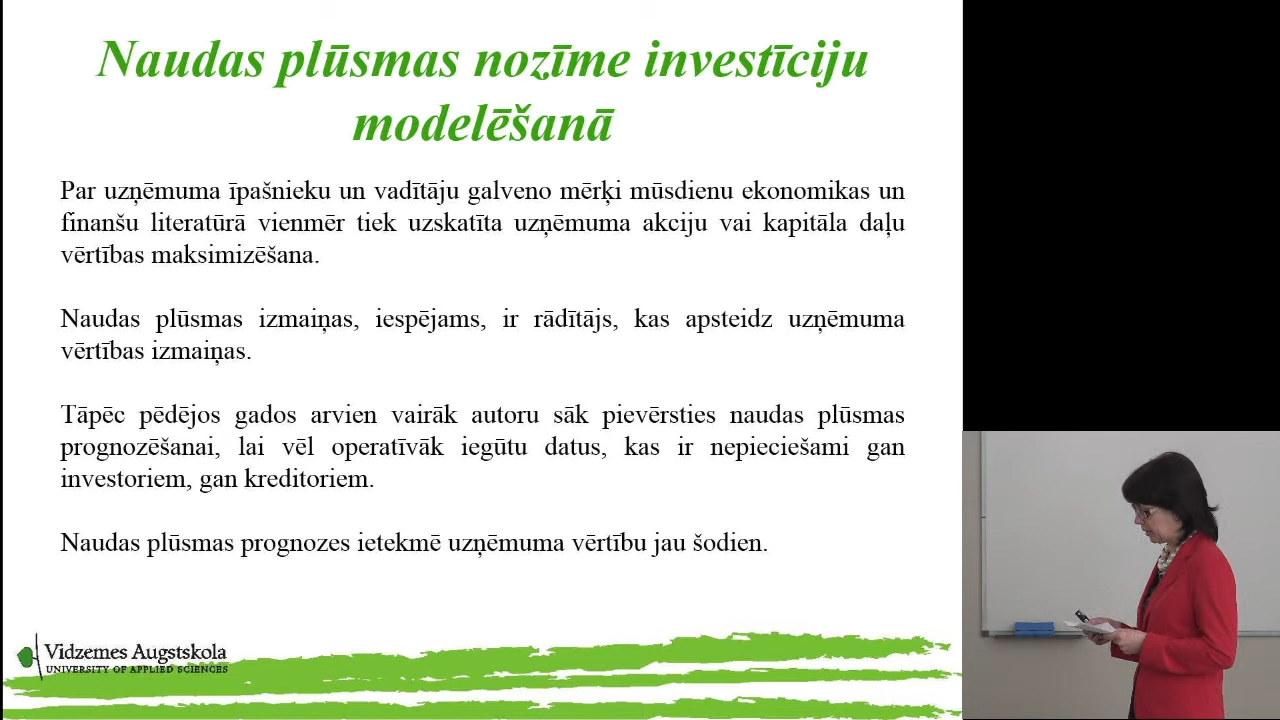 Naudas plūsmas nozīme investīciju
modelēšanā
Par uzņēmuma īpašnieku un vadītāju galveno mērķi mūsdienu ekonomikas un
finanšu literatūrā vienmēr tiek uzskatīta uzņēmuma akciju vai kapitāla daļu
vērtības maksimizēšana.
Naudas plūsmas izmaiņas, iespējams, ir rādītājs, kas apsteidz uzņēmuma
vērtības izmaiņas.
Tāpēc pēdējos gados arvien vairāk autoru sāk pievērsties naudas plūsmas
prognozēšanai, lai vēl operatīvāk iegūtu datus, kas ir nepieciešami gan
investoriem, gan kreditoriem.
Naudas plūsmas prognozes ietekmē uzņēmuma vērtību jau šodien.
Vidzemes Augstskola
UNIVERSITY OF APPLIED SCIENCES